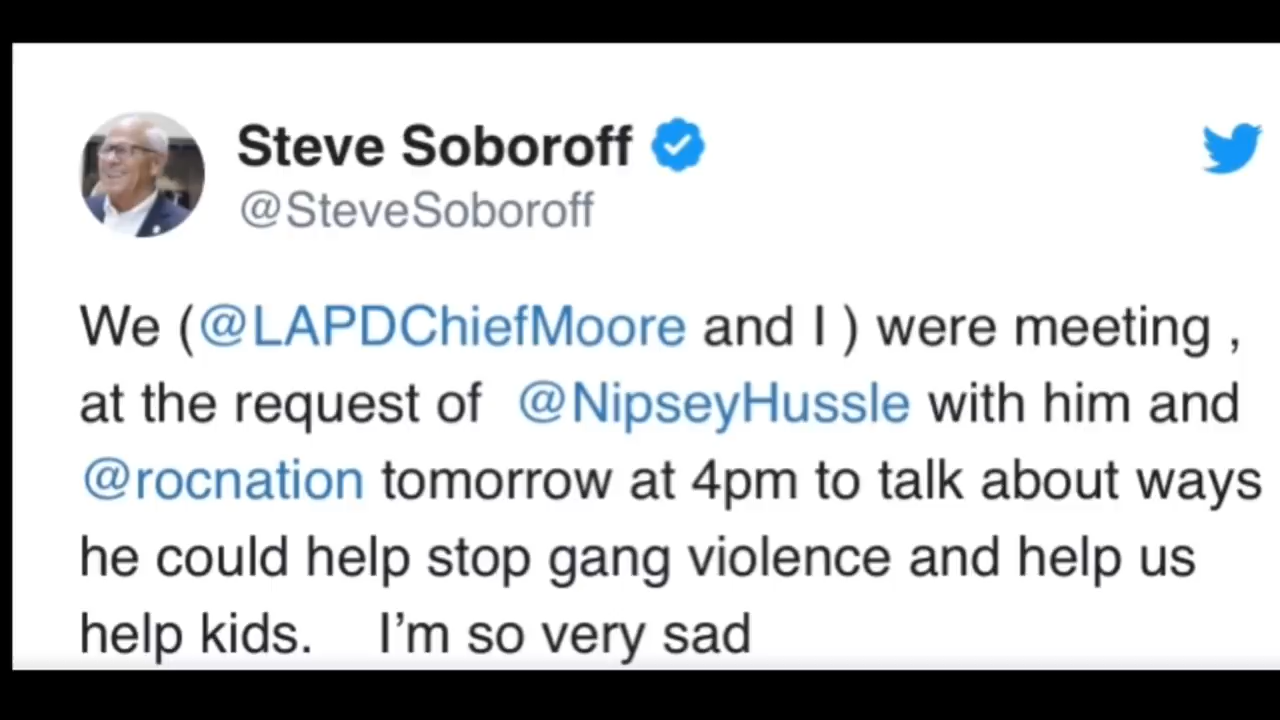 Steve Soboroff
@SteveSoboroff
We (@LAPDChiefMoore and I ) were meeting ,
at the request of @NipseyHussle with him and
@rocnation tomorrow at 4pm to talk about ways
he could help stop gang violence and help us
help kids. I’m so very sad